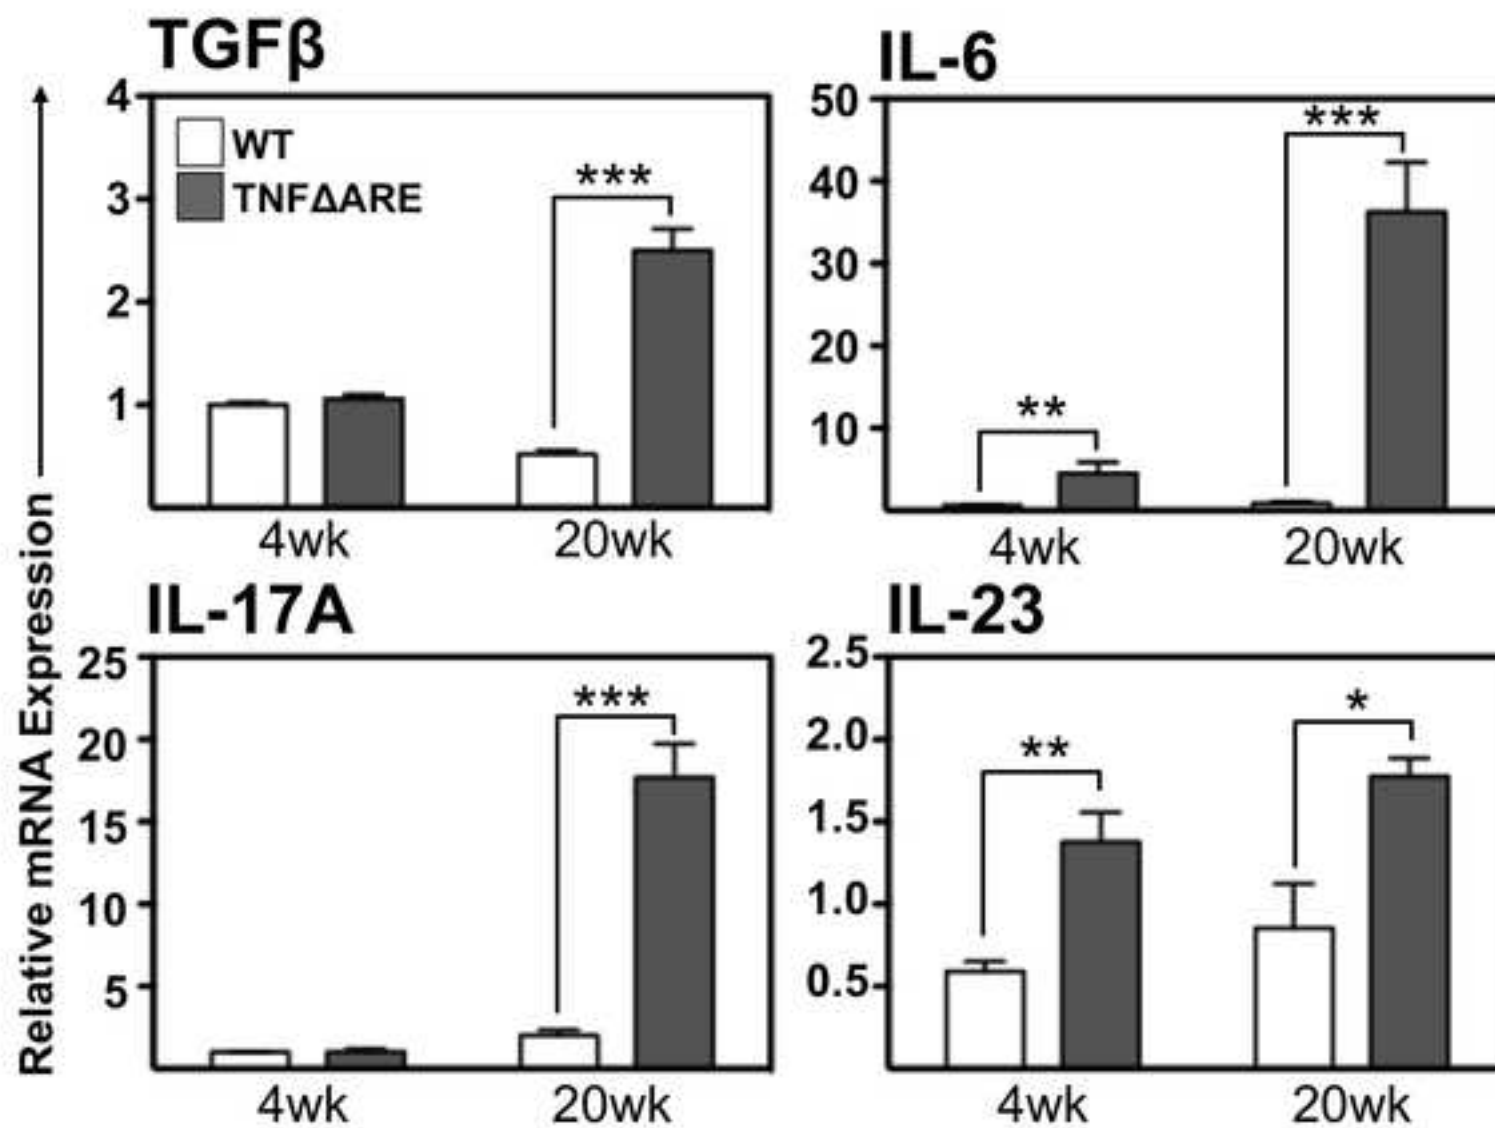 Relative mRNA Expression
TGFβ
4
3
2
1
WT
TNFΔARE
***
4wk
20wk
IL-6
50
40
30
20
10
**
***
4wk
20wk
IL-17A
25
20
15
10
5
***
4wk
20wk
IL-23
2.5
2.0
1.5
1.0
0.5
**
*
4wk
20wk